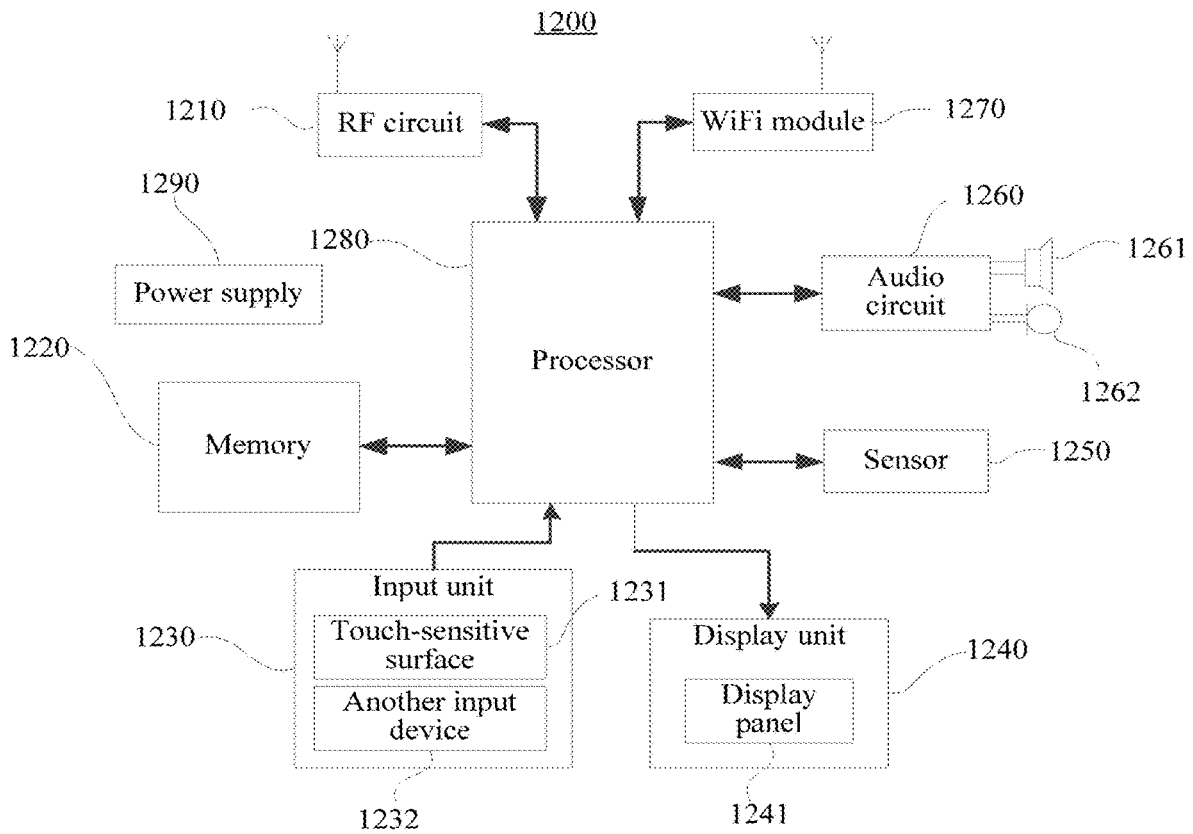 1200
1210
RF circuit
WiFi module
1270
1290
1280
1260
1261
Power supply
Audio
circuit
1220
Processor
1262
Memory
Sensor
1250
Input unit
1231
1230
Touch-sensitive
surface
Display unit
1240
Another input
device
Display
panel
1232
1241